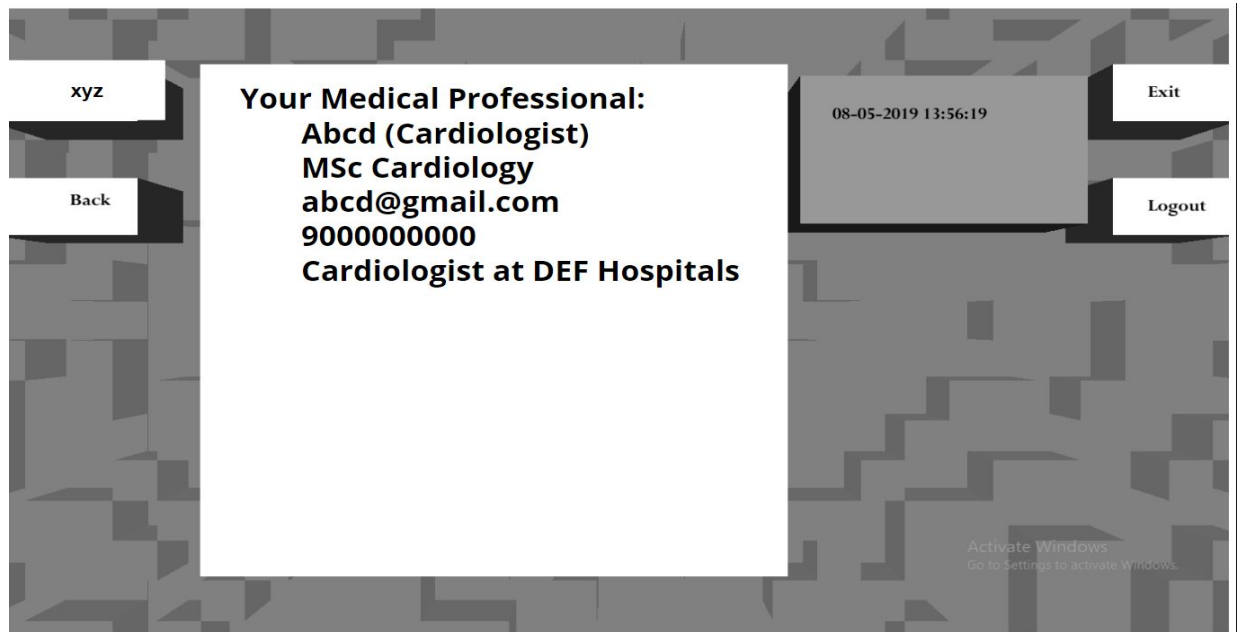 xyz
Back
Your Medical Professional:
Abcd (Cardiologist)
MSc Cardiology
abcd@gmail.com
9000000000
Cardiologist at DEF Hospitals
08-05-2019 13:56:19
Exit
Logout
Activate Windows
Go to Settings to activate Windows.